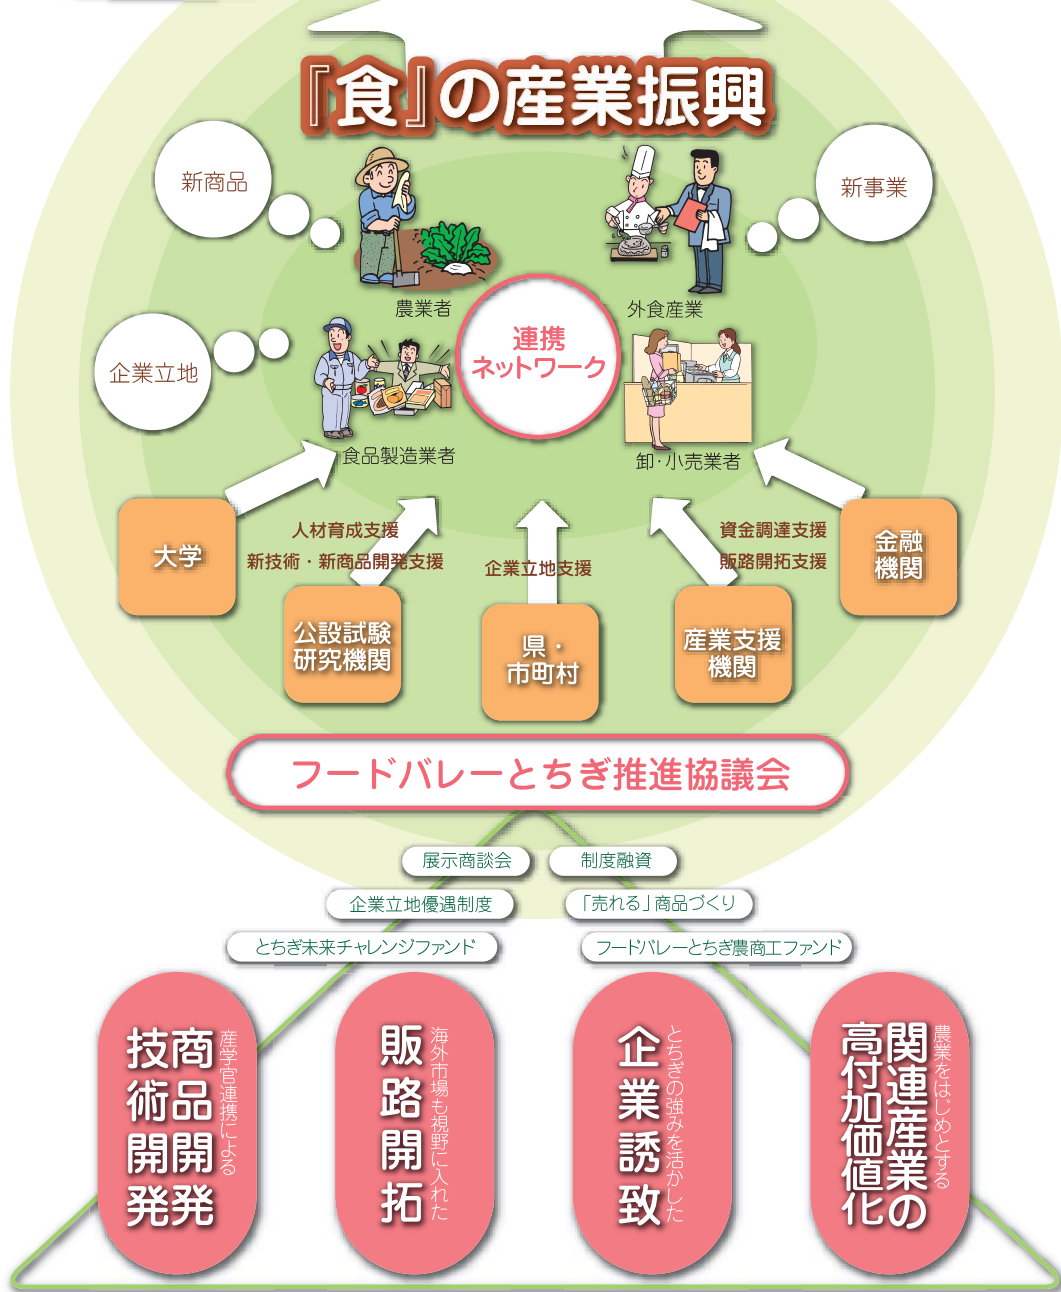 『食』の産業振興
新商品
新事業
農業者
外食産業
連携
ネットワーク
企業立地
食品製造業者
卸・小売業者
大学
人材育成支援
新技術・新商品開発支援
企業立地支援
資金調達支援
販路開拓支援
金融
機関
公設試験
研究機関
県・
市町村
産業支援
機関
フードバレーとちぎ推進協議会
展示商談会
制度融資
企業立地優遇制度
「売れる」商品づくり
とちぎ未来チャレンジファンド
フードバレーとちぎ農商工ファンド
産学官連携による
商品開発
技術開発
海外市場も視野に入れた
販路開拓
とちぎの強みを活かした
企業誘致
農業をはじめとする
関連産業の
高付加価値化